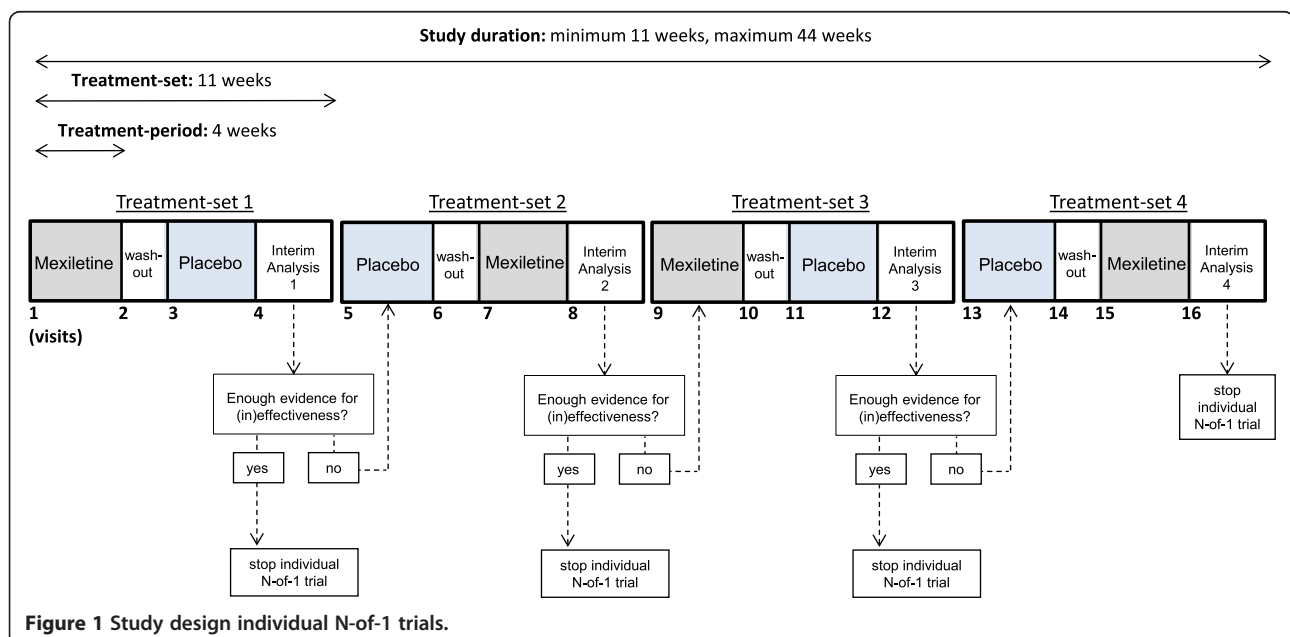 Study duration: minimum 11 weeks, maximum 44 weeks
Treatment-set: 11 weeks
Treatment-period: 4 weeks
Treatment-set 1
Treatment-set 2
Treatment-set 3
Treatment-set 4
Mexiletine
wash-
out
Placebo
Interim
Analysis
1
Placebo
wash-
out
Mexiletine
Interim
Analysis
2
Mexiletine
wash-
out
Placebo
Interim
Analysis
3
Placebo
wash-
out
Mexiletine
Interim
Analysis
4
1 2 3 4 5 6 7 8 9 10 11 12 13 14 15 16
(visits)
Enough evidence for
(in)effectiveness?
yes
no
stop individual
N-of-1 trial
Enough evidence for
(in)effectiveness?
yes
no
stop individual
N-of-1 trial
Enough evidence for
(in)effectiveness?
yes
no
stop individual
N-of-1 trial
stop
individual
N-of-1 trial
Figure 1 Study design individual N-of-1 trials.